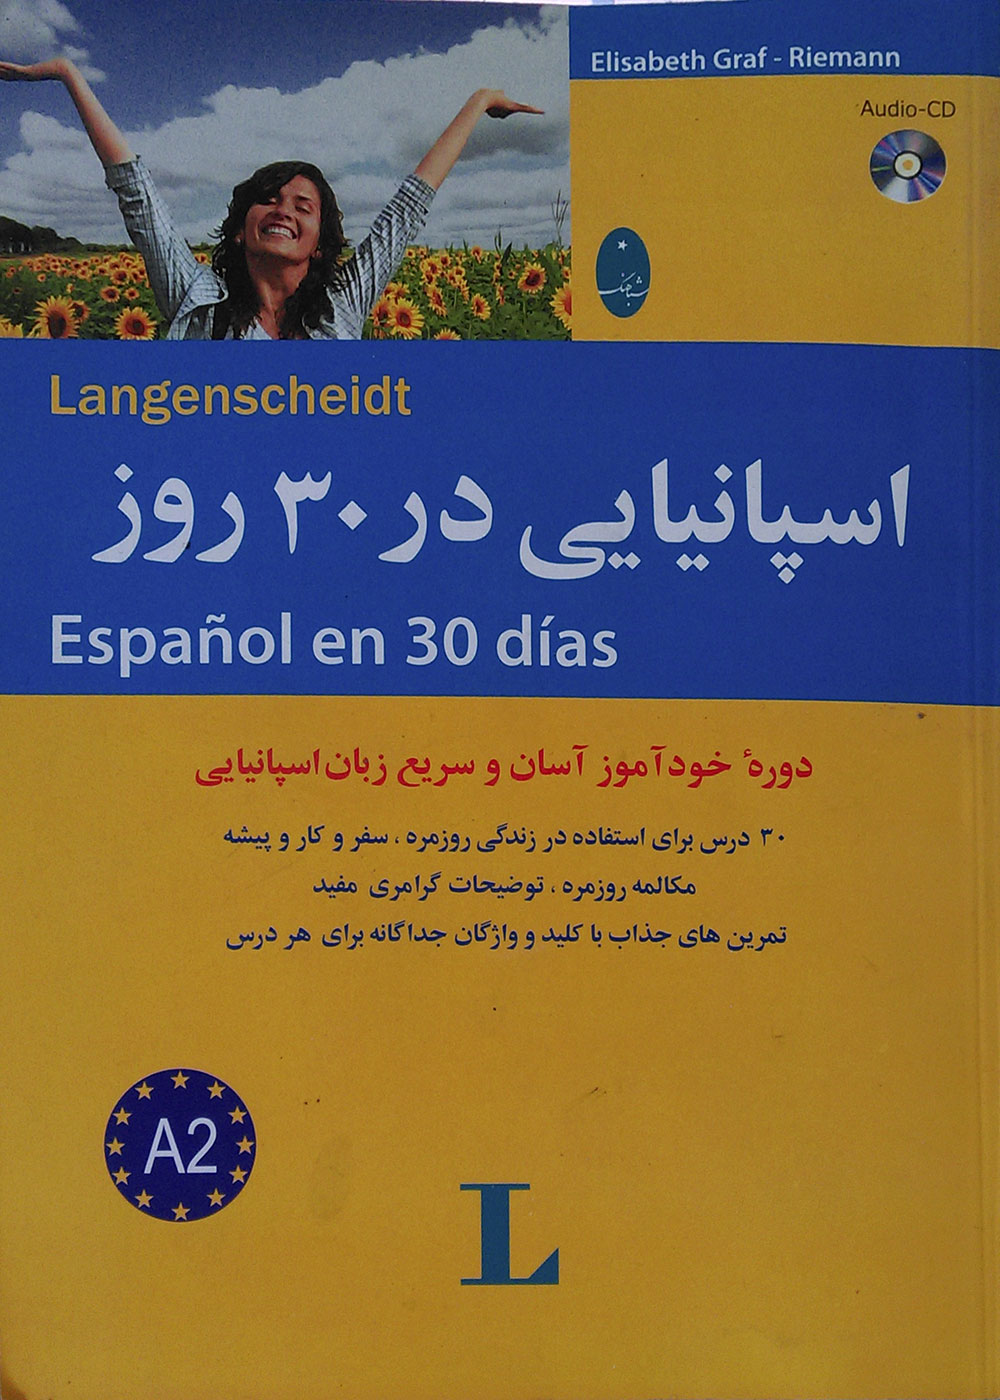 Elisabeth Graf - Riemann
Audio-CD
شباهنگ
Langenscheidt
اسپانیایی در ۳۰ روز
Español en 30 días
دورهٔ خودآموز آسان و سریع زبان اسپانیایی
۳۰ درس برای استفاده در زندگی روزمره ، سفر و کار و پیشه
مکالمه روزمره ، توضیحات گرامری مفید
تمرین های جذاب با کلید و واژگان جداگانه برای هر درس
A2
L